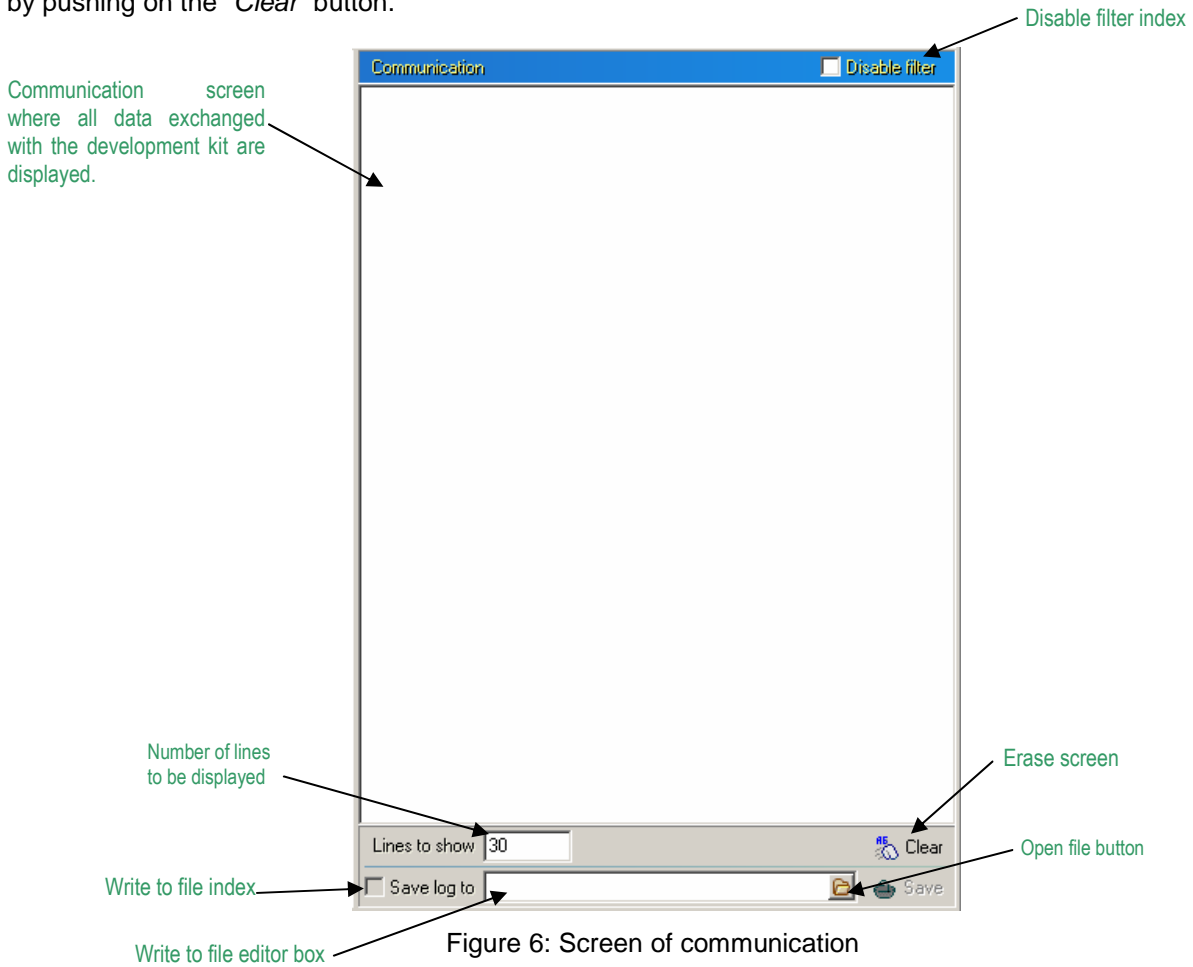 by pushing on the "Clear" button.
Disable filter index
Communication
Disable filter
Communication screen
where all data exchanged
with the development kit are
displayed.
Number of lines
to be displayed
Erase screen
Lines to show 30
Clear
Open file button
Write to file index
Save log to
Save
Write to file editor box
Figure 6: Screen of communication